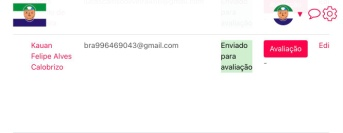 Kauan bra996469043@gmail.com Enviado Avaliação Edi
Felipe Alves para -
Calobrizo avaliação